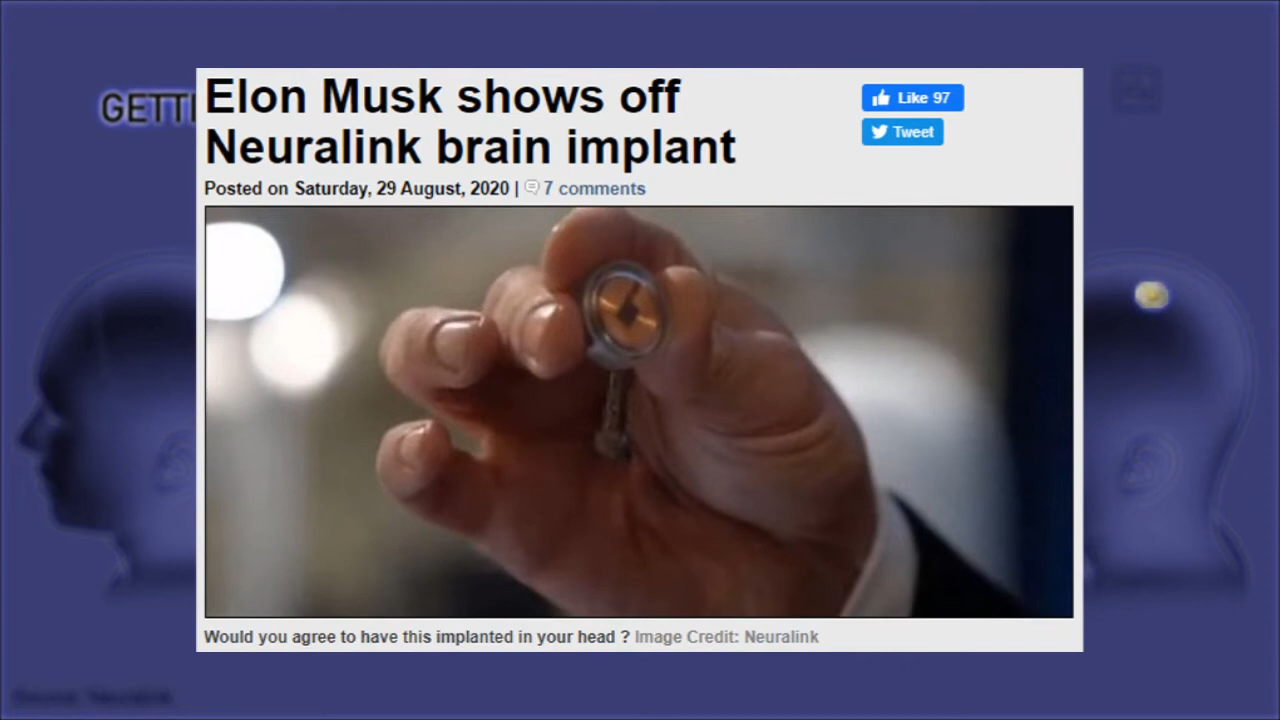 GETTI
Elon Musk shows off
Neuralink brain implant
Like 97
Tweet
Posted on Saturday, 29 August, 2020 | 7 comments
Would you agree to have this implanted in your head ? Image Credit: Neuralink